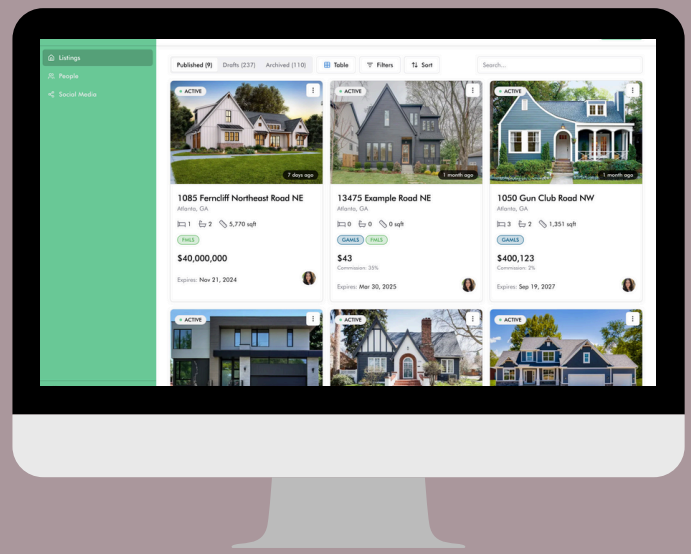 Listings
People
Social Media
Published (9) Drafts (237) Archived (110) Table Filters Sort Search...
ACTIVE
7 days ago
1085 Ferncliff Northeast Road NE
Atlanta, GA
1 2 5,770 sqft
FMLS
$40,000,000
Expires: Nov 21, 2024
ACTIVE
1 month ago
13475 Example Road NE
Atlanta, GA
0 0 0 sqft
GAMLS FMLS
$43
Commission: 35%
Expires: Mar 30, 2025
ACTIVE
1 month ago
1050 Gun Club Road NW
Atlanta, GA
3 2 1,351 sqft
GAMLS
$400,123
Commission: 2%
Expires: Sep 19, 2027
ACTIVE
ACTIVE
ACTIVE